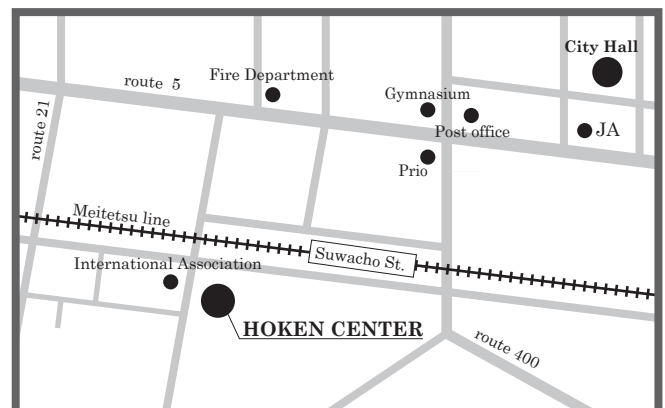 City Hall
Fire Department
route 5
Gymnasium
route 21
Post office
JA
Prio
Meitetsu line
Suwacho St.
International Association
HOKEN CENTER
route 400